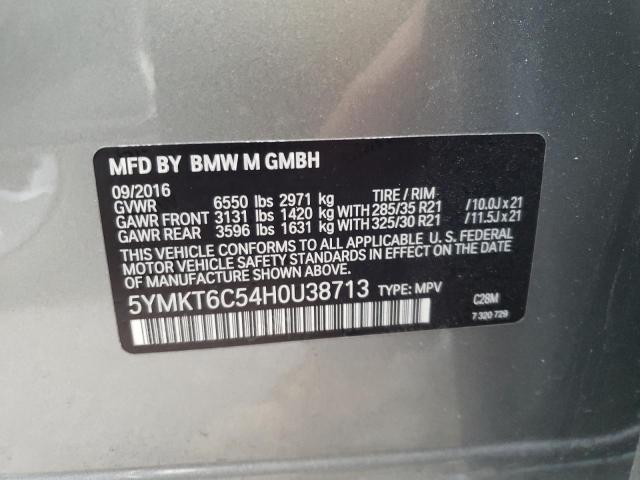 MFD BY BMW M GMBH
09/2016 TIRE / RIM
GVWR 6550 lbs 2971 kg
GAWR FRONT 3131 lbs 1420 kg WITH 285/35 R21 /10.0J x 21
GAWR REAR 3596 lbs 1631 kg WITH 325/30 R21 /11.5J x 21
THIS VEHICLE CONFORMS TO ALL APPLICABLE U. S. FEDERAL
MOTOR VEHICLE SAFETY STANDARDS IN EFFECT ON THE DATE
OF MANUFACTURE SHOWN ABOVE.
5YMKT6C54H0U38713 TYPE: MPV
C28M
7 320 729